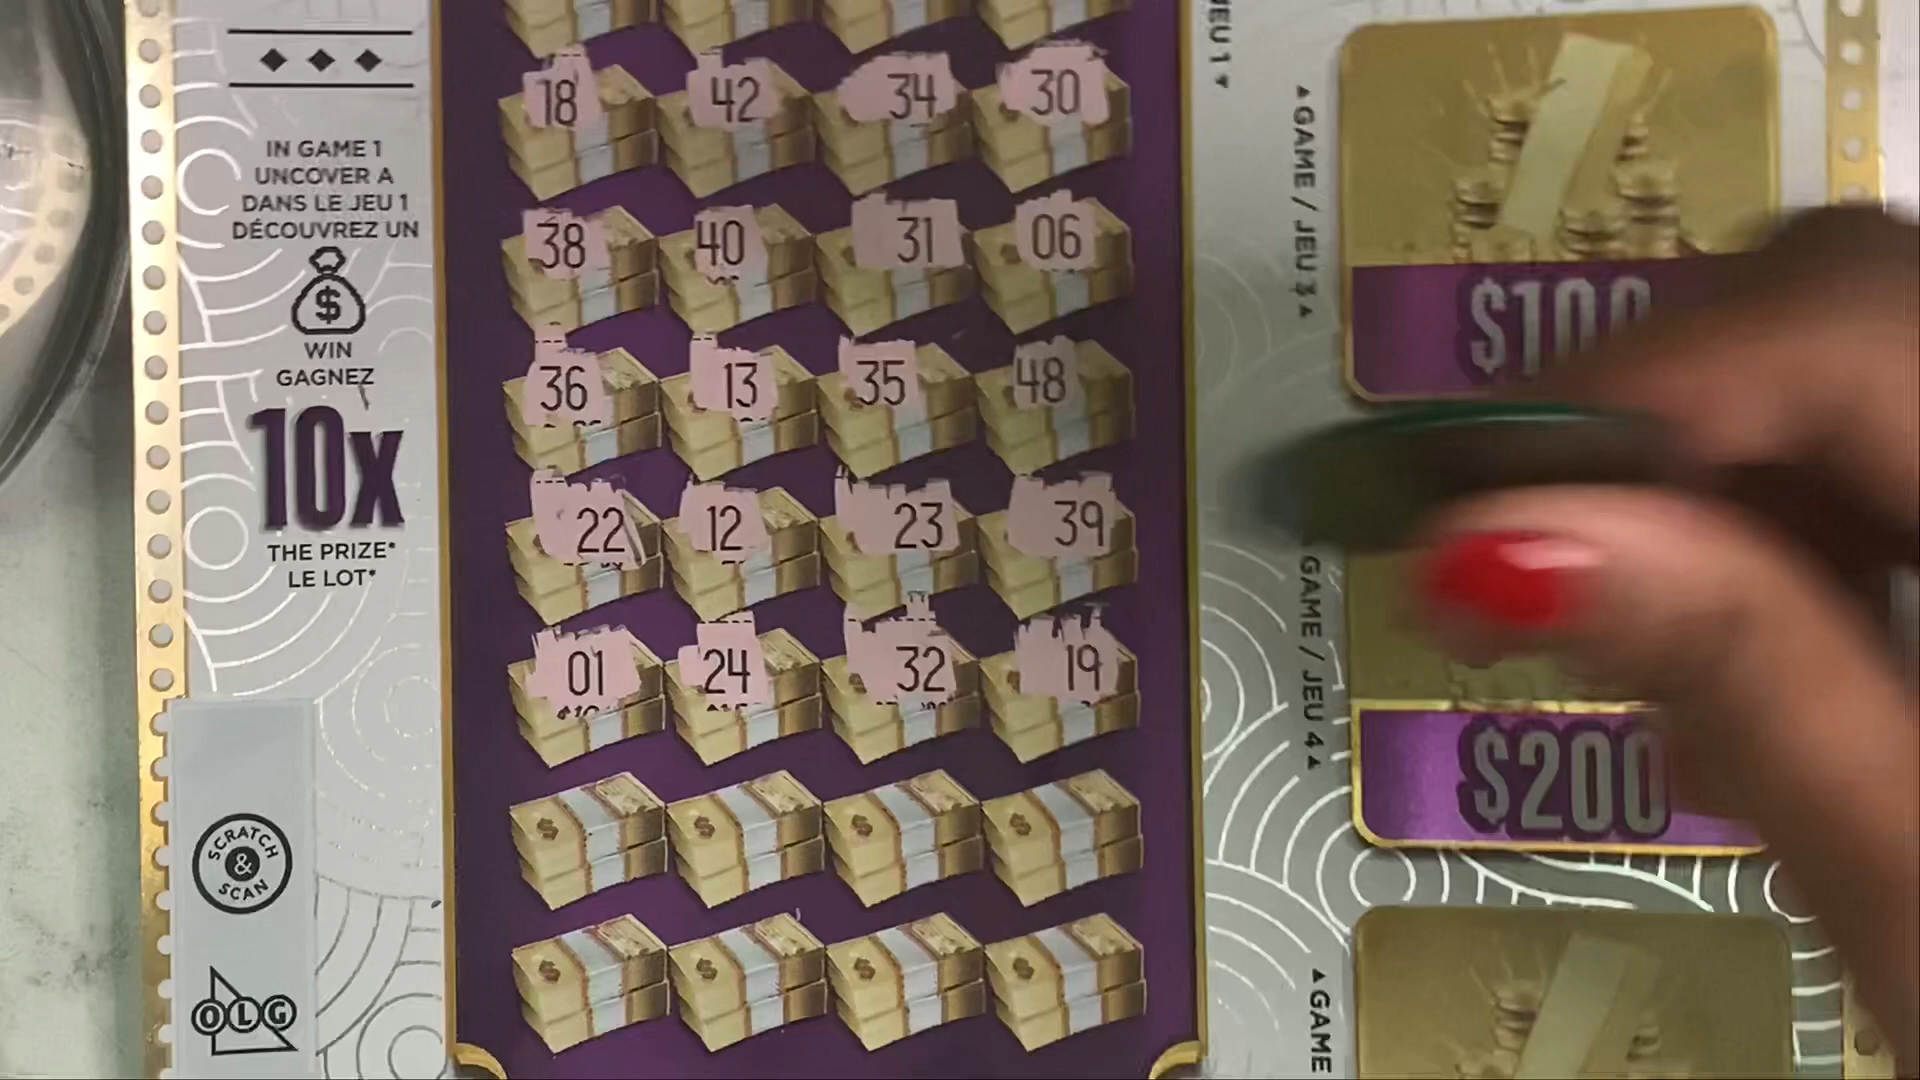 IN GAME 1
UNCOVER A
DANS LE JEU 1
DÉCOUVREZ UN
$
WIN
GAGNEZ
10x
THE PRIZE*
LE LOT*
SCRATCH
&
SCAN
OLG
18 42 34 30
38 40 31 06
36 13 35 48
22 12 23 39
01 24 32 19
JEU 1
GAME / JEU 3
$100
GAME / JEU 4
$200
GAME